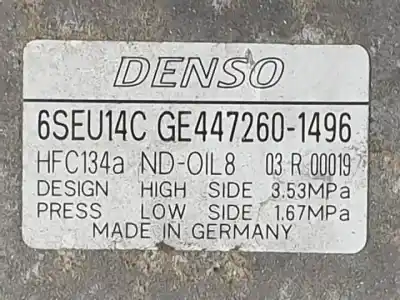 DENSO
6SEU14C GE447260-1496
HFC134a ND-OIL8 03 R 00019
DESIGN HIGH SIDE 3.53MPa
PRESS LOW SIDE 1.67MPa
MADE IN GERMANY